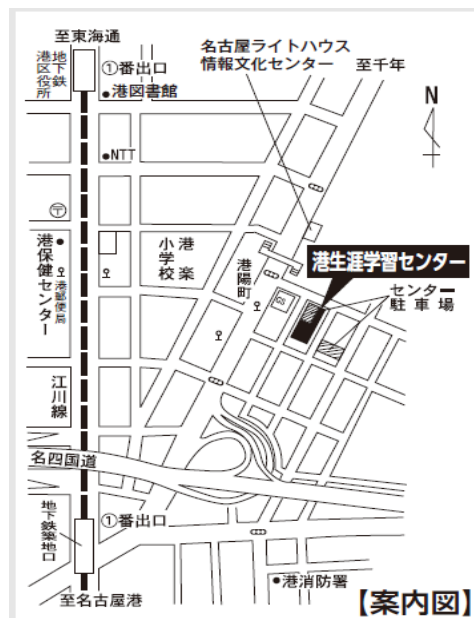 至東海通
地下鉄
港区役所
①番出口
港図書館
名古屋ライトハウス
情報文化センター
至千年
N
NTT
〒
港保健センター
港郵便局
港楽
小学校
港陽町
GS
港生涯学習センター
センター
駐車場
江川線
名四国道
地下鉄築地口
①番出口
港消防署
至名古屋港
【案内図】